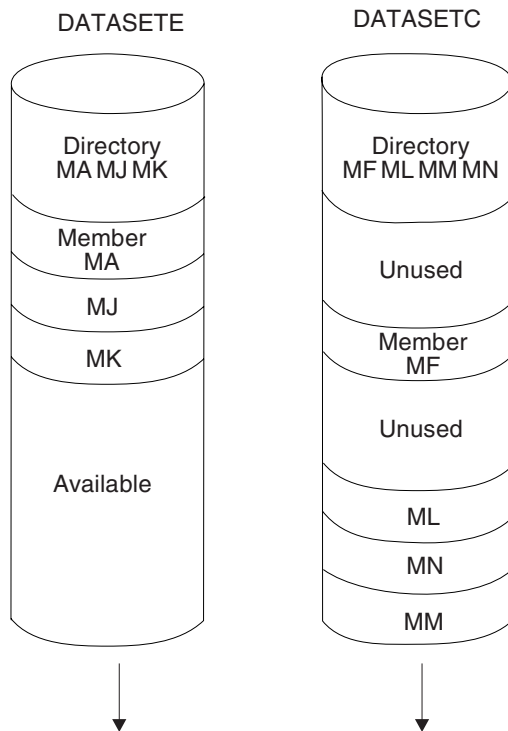 DATASETE
Directory
MA MJ MK
Member
MA
MJ
MK
Available
DATASETC
Directory
MF ML MM MN
Unused
Member
MF
Unused
ML
MN
MM